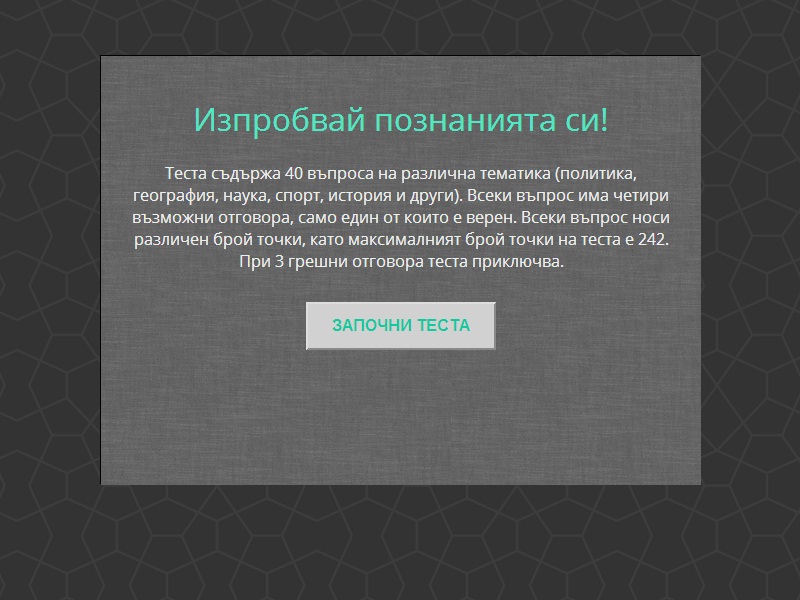 Изпробвай познанията си!
Теста съдържа 40 въпроса на различна тематика (политика,
география, наука, спорт, история и други). Всеки въпрос има четири
възможни отговора, само един от които е верен. Всеки въпрос носи
различен брой точки, като максималният брой точки на теста е 242.
При 3 грешни отговора теста приключва.
ЗАПОЧНИ ТЕСТА